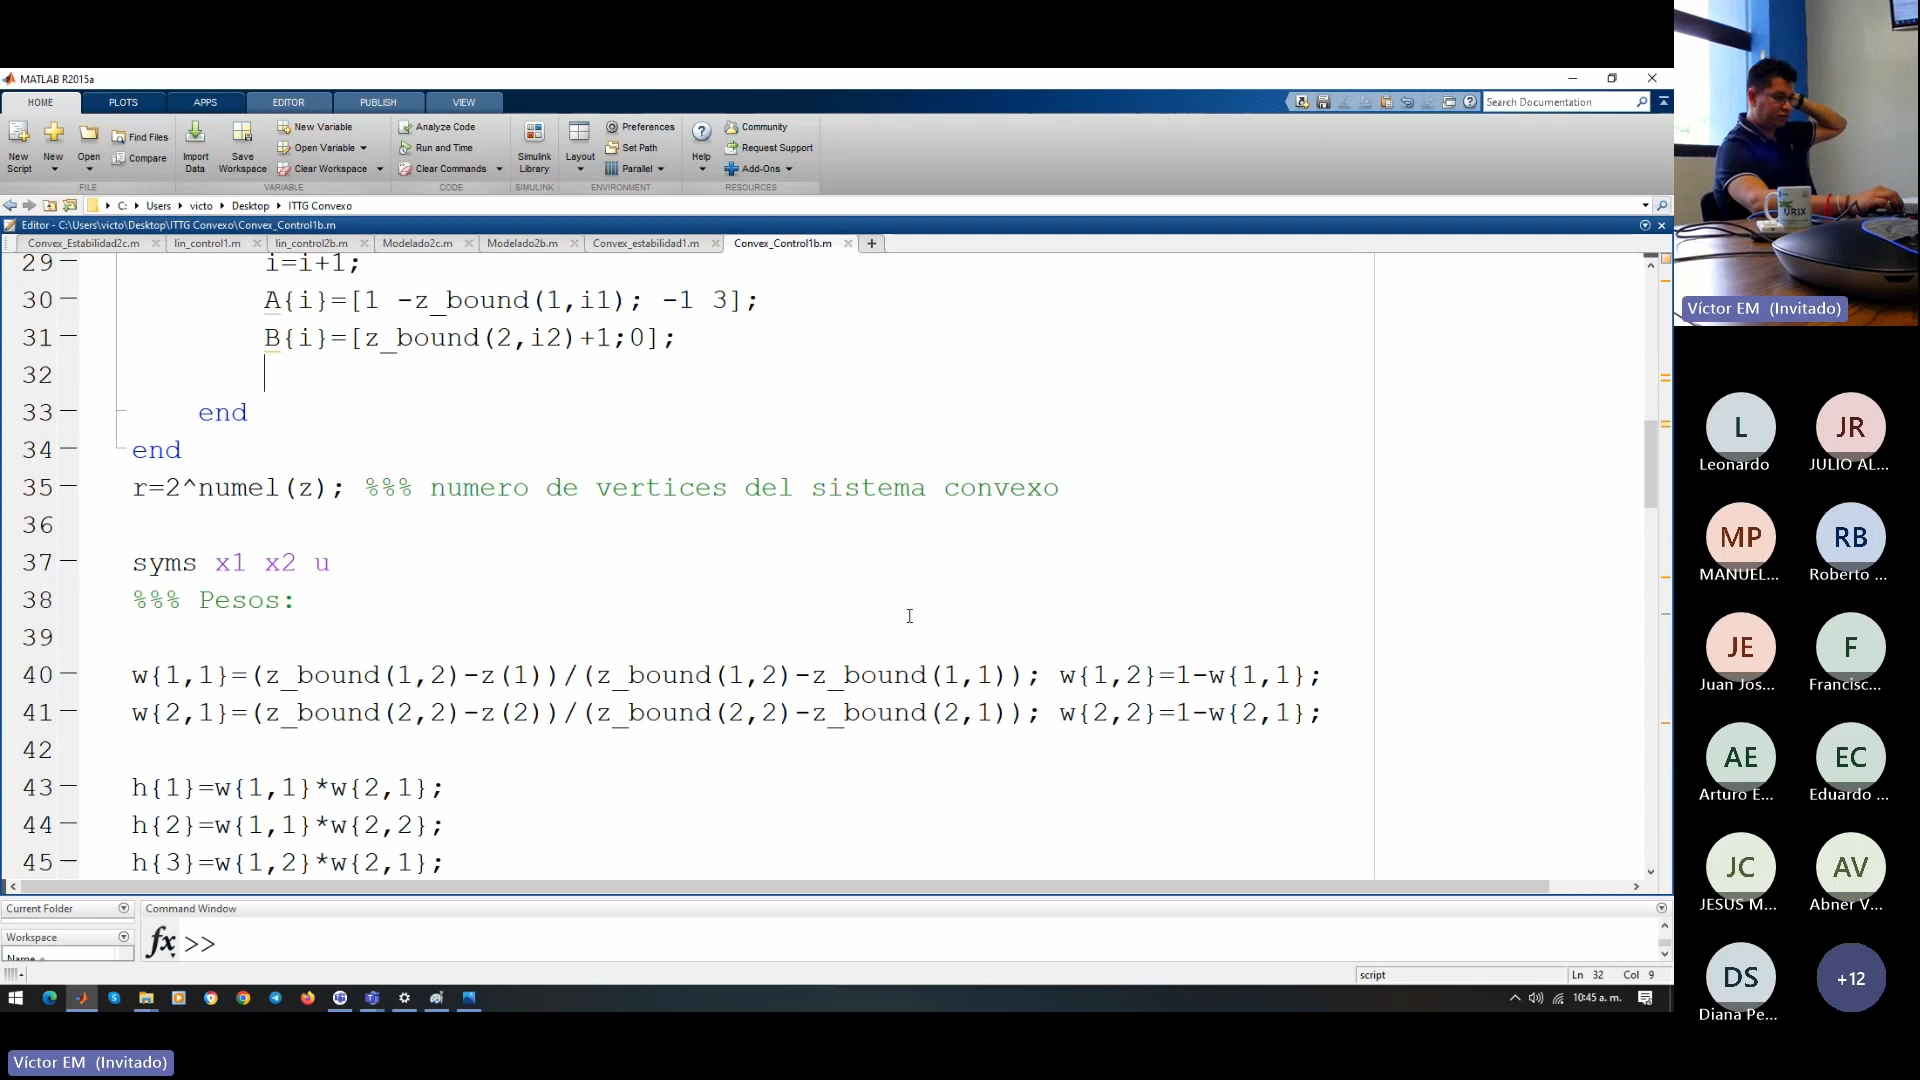 MATLAB R2015a
HOME PLOTS APPS EDITOR PUBLISH VIEW
Search Documentation
New Script
New
Open
Find Files
Compare
FILE
Import Data
Save Workspace
New Variable
Open Variable
Clear Workspace
VARIABLE
Analyze Code
Run and Time
Clear Commands
CODE
Simulink Library
SIMULINK
Layout
Preferences
Set Path
Parallel
ENVIRONMENT
Help
Community
Request Support
Add-Ons
RESOURCES
C: Users victo Desktop ITTG Convexo
Editor - C:\Users\victo\Desktop\ITTG Convexo\Convex_Control1b.m
Convex_Estabilidad2c.m lin_control1.m lin_control2b.m Modelado2c.m Modelado2b.m Convex_estabilidad1.m Convex_Control1b.m
29 i=i+1;
30 A{i}=[1 -z_bound(1,i1); -1 3];
31 B{i}=[z_bound(2,i2)+1;0];
32
33 end
34 end
35 r=2^numel(z); %%% numero de vertices del sistema convexo
36
37 syms x1 x2 u
38 %%% Pesos:
39
40 w{1,1}=(z_bound(1,2)-z(1))/(z_bound(1,2)-z_bound(1,1)); w{1,2}=1-w{1,1};
41 w{2,1}=(z_bound(2,2)-z(2))/(z_bound(2,2)-z_bound(2,1)); w{2,2}=1-w{2,1};
42
43 h{1}=w{1,1}*w{2,1};
44 h{2}=w{1,1}*w{2,2};
45 h{3}=w{1,2}*w{2,1};
Current Folder
Command Window
Workspace
Name
fx >>
script
Ln 32 Col 9
10:45 a. m.
Víctor EM (Invitado)
URIX
Víctor EM (Invitado)
L
Leonardo
JR
JULIO AL...
MP
MANUEL...
RB
Roberto ...
JE
Juan Jos...
F
Francisc...
AE
Arturo E...
EC
Eduardo ...
JC
JESUS M...
AV
Abner V...
DS
Diana Pe...
+12